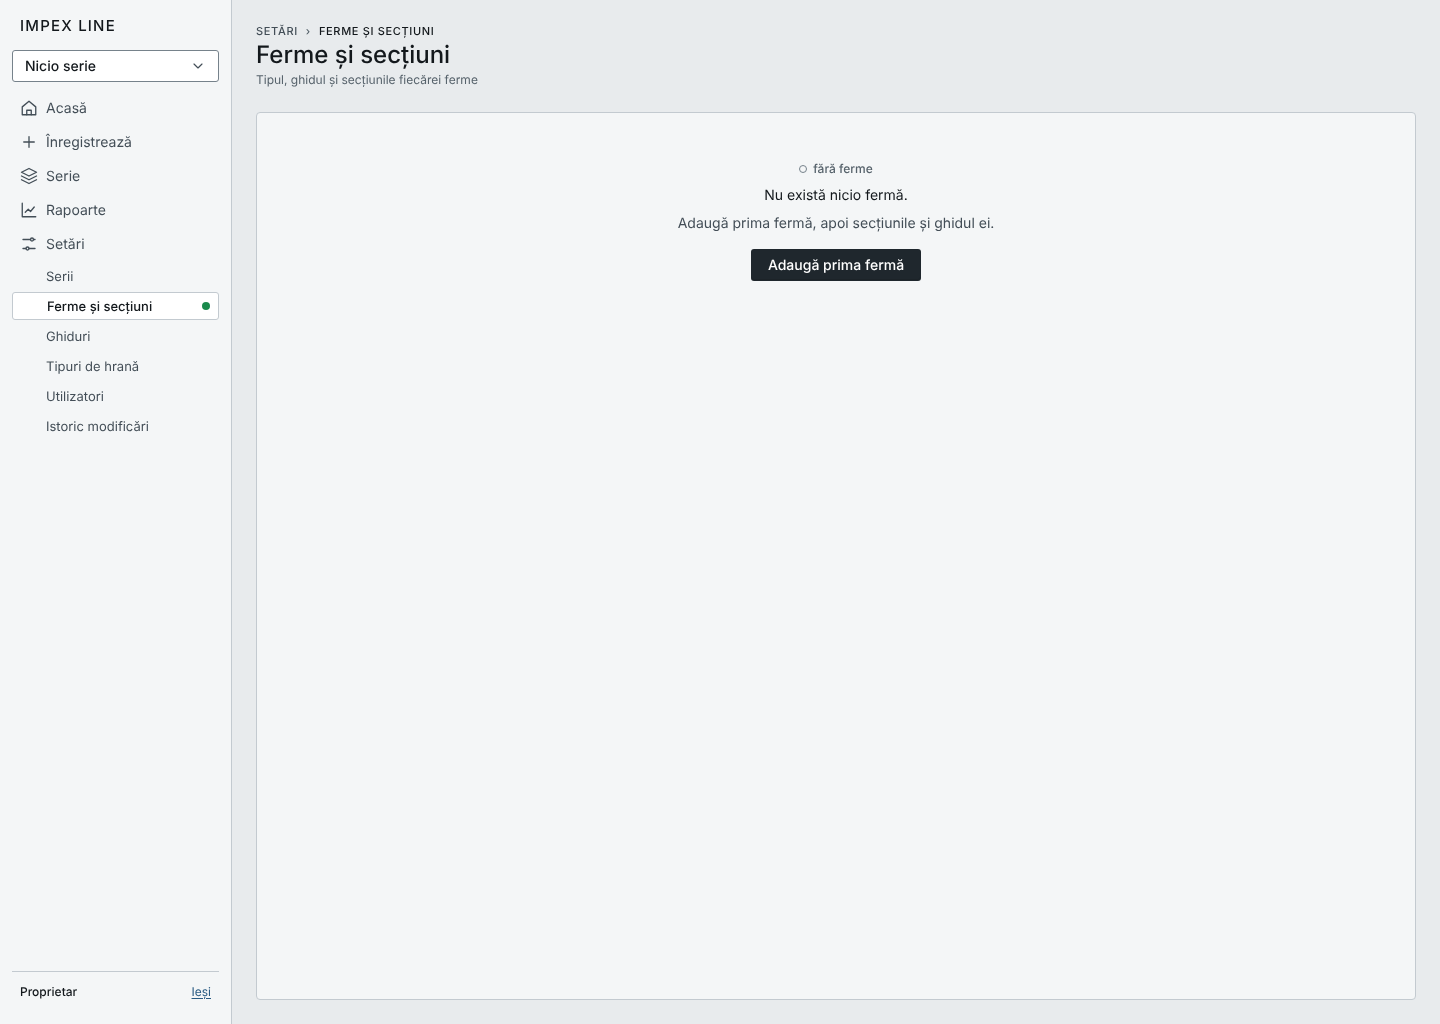 IMPEX LINE
Nicio serie
Acasă
Înregistrează
Serie
Rapoarte
Setări
Serii
Ferme și secțiuni
Ghiduri
Tipuri de hrană
Utilizatori
Istoric modificări
Proprietar
Ieși
SETĂRI › FERME ȘI SECȚIUNI
Ferme și secțiuni
Tipul, ghidul și secțiunile fiecărei ferme
fără ferme
Nu există nicio fermă.
Adaugă prima fermă, apoi secțiunile și ghidul ei.
Adaugă prima fermă